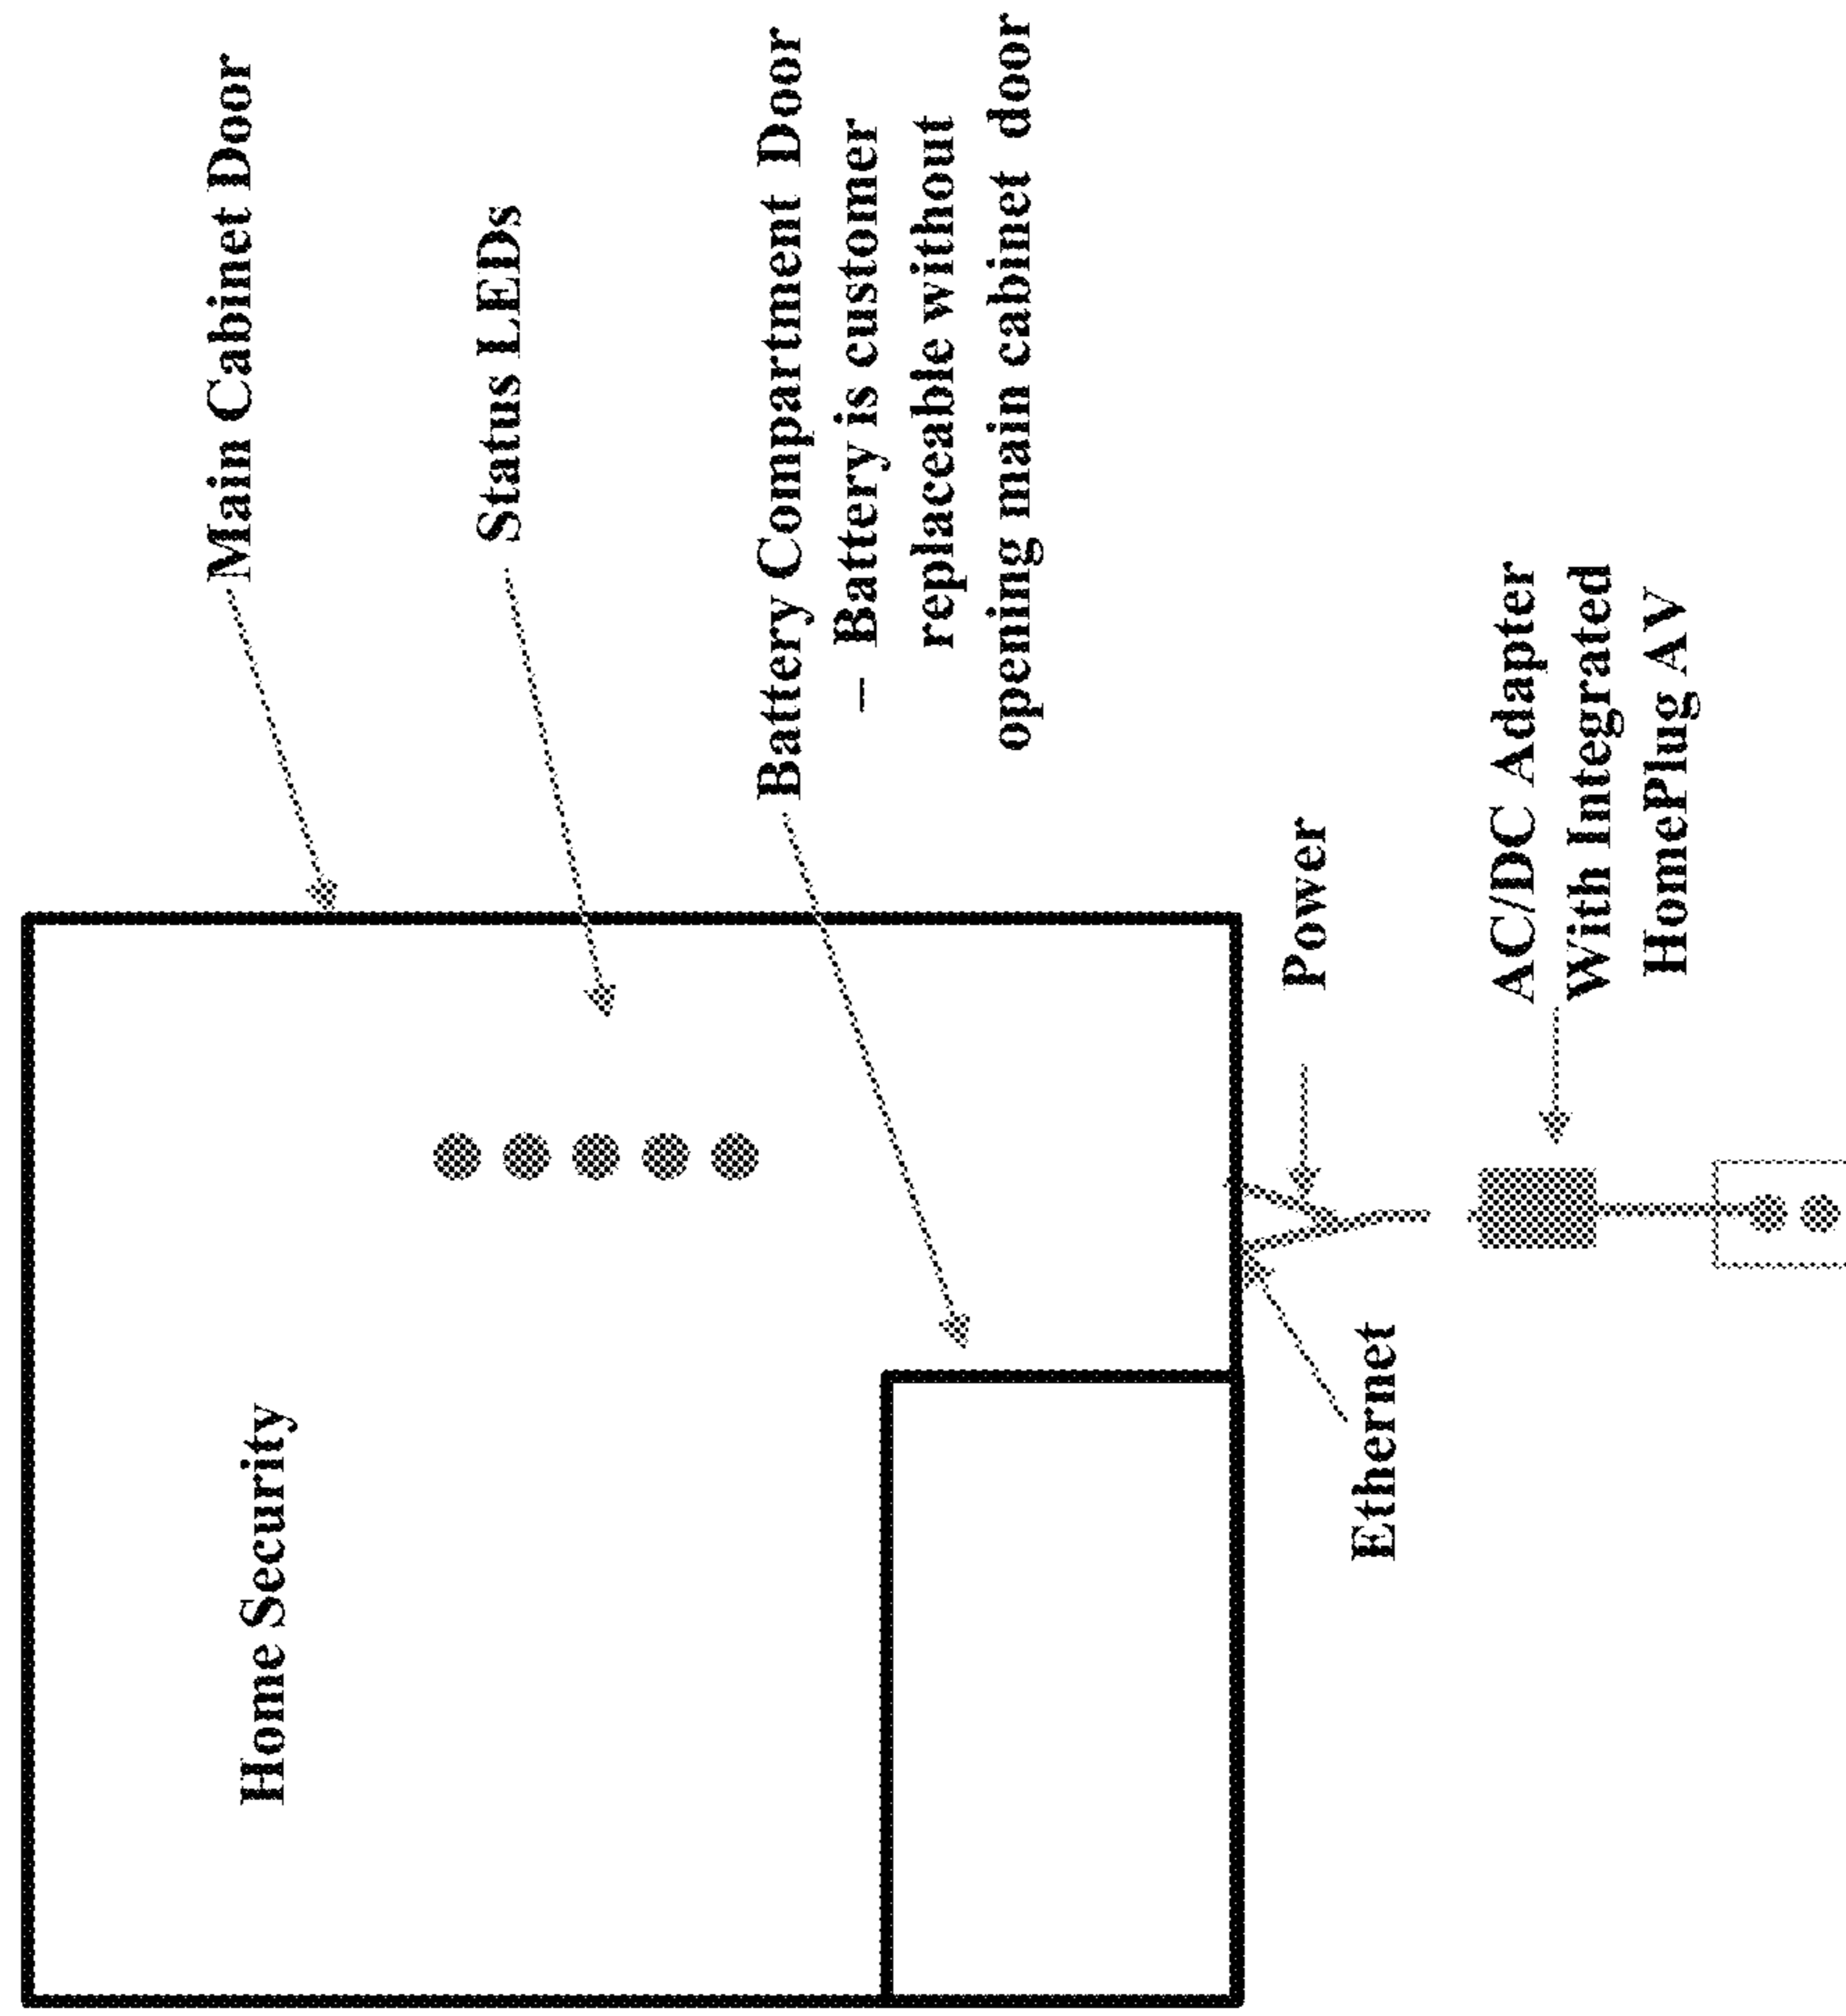 Main Cabinet Door
Home Security
Status LEDs
Battery Compartment Door
– Battery is customer
replaceable without
opening main cabinet door
Power
Ethernet
AC/DC Adapter
With Integrated
HomePlug AV